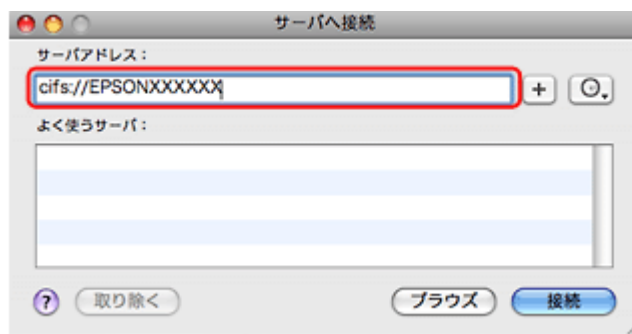 サーバへ接続
サーバアドレス：
cifs://EPSONXXXXXX
+
よく使うサーバ：
? 取り除く ブラウズ 接続